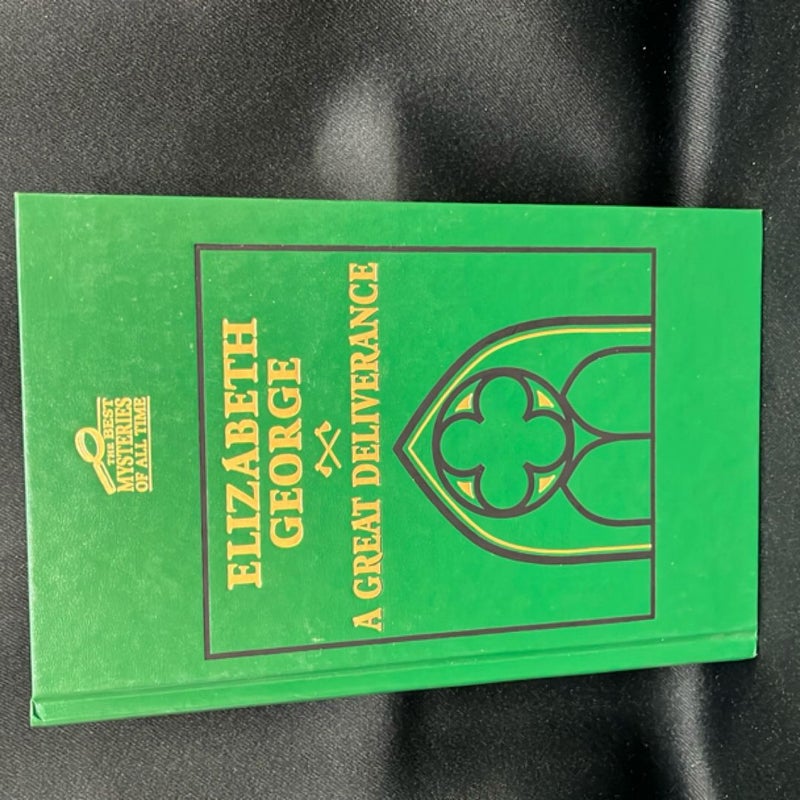 THE BEST
MYSTERIES
OF ALL TIME
ELIZABETH
GEORGE
A GREAT DELIVERANCE